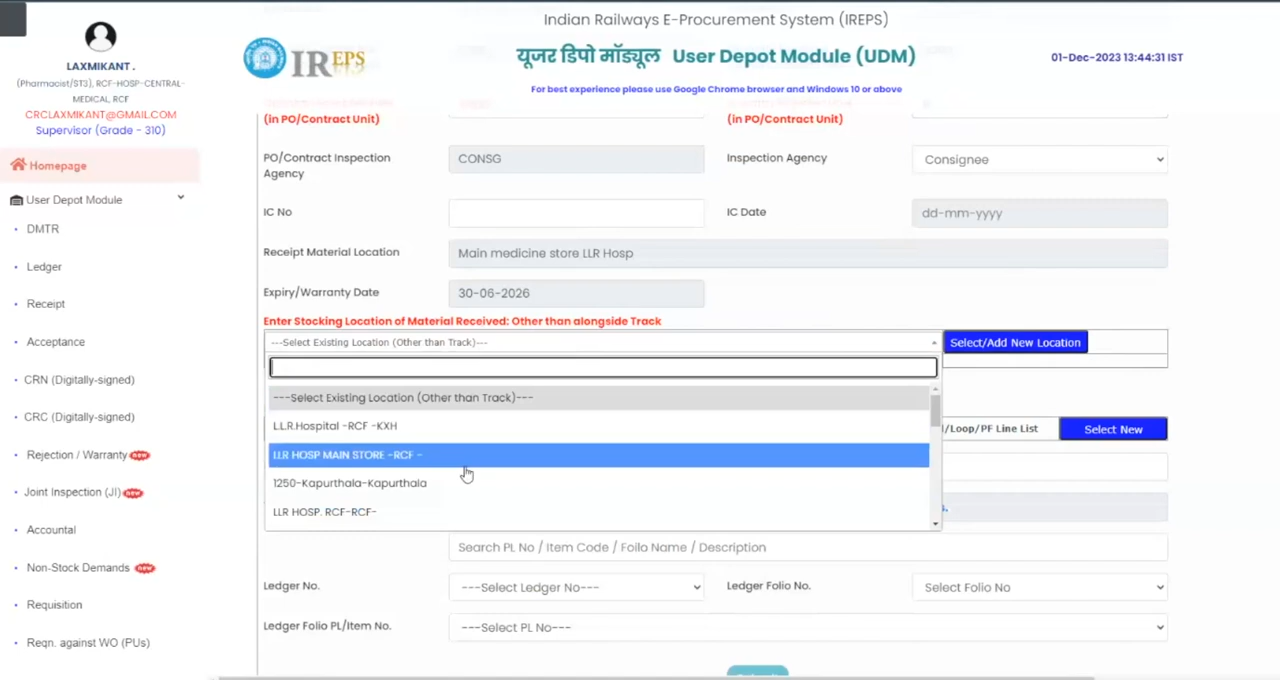 Indian Railways E-Procurement System (IREPS)
IREPS
यूजर डिपो मॉड्यूल User Depot Module (UDM)
01-Dec-2023 13:44:31 IST
For best experience please use Google Chrome browser and Windows 10 or above
LAXMIKANT .
(Pharmacist/ST3), RCF-HOSP-CENTRAL-
MEDICAL, RCF
CRCLAXMIKANT@GMAIL.COM
Supervisor (Grade - 310)
Homepage
User Depot Module
DMTR
Ledger
Receipt
Acceptance
CRN (Digitally-signed)
CRC (Digitally-signed)
Rejection / Warranty new
Joint Inspection (JI) new
Accountal
Non-Stock Demands new
Requisition
Reqn. against WO (PUs)
(in PO/Contract Unit)
(in PO/Contract Unit)
PO/Contract Inspection
Agency
CONSG
Inspection Agency
Consignee
IC No
IC Date
dd-mm-yyyy
Receipt Material Location
Main medicine store LLR Hosp
Expiry/Warranty Date
30-06-2026
Enter Stocking Location of Material Received: Other than alongside Track
---Select Existing Location (Other than Track)---
Select/Add New Location
---Select Existing Location (Other than Track)---
L.L.R.Hospital -RCF -KXH
LLR HOSP MAIN STORE -RCF -
1250-Kapurthala-Kapurthala
LLR HOSP. RCF-RCF-
/Loop/PF Line List
Select New
Search PL No / Item Code / Foilo Name / Description
Ledger No.
---Select Ledger No---
Ledger Folio No.
Select Folio No
Ledger Folio PL/Item No.
---Select PL No---